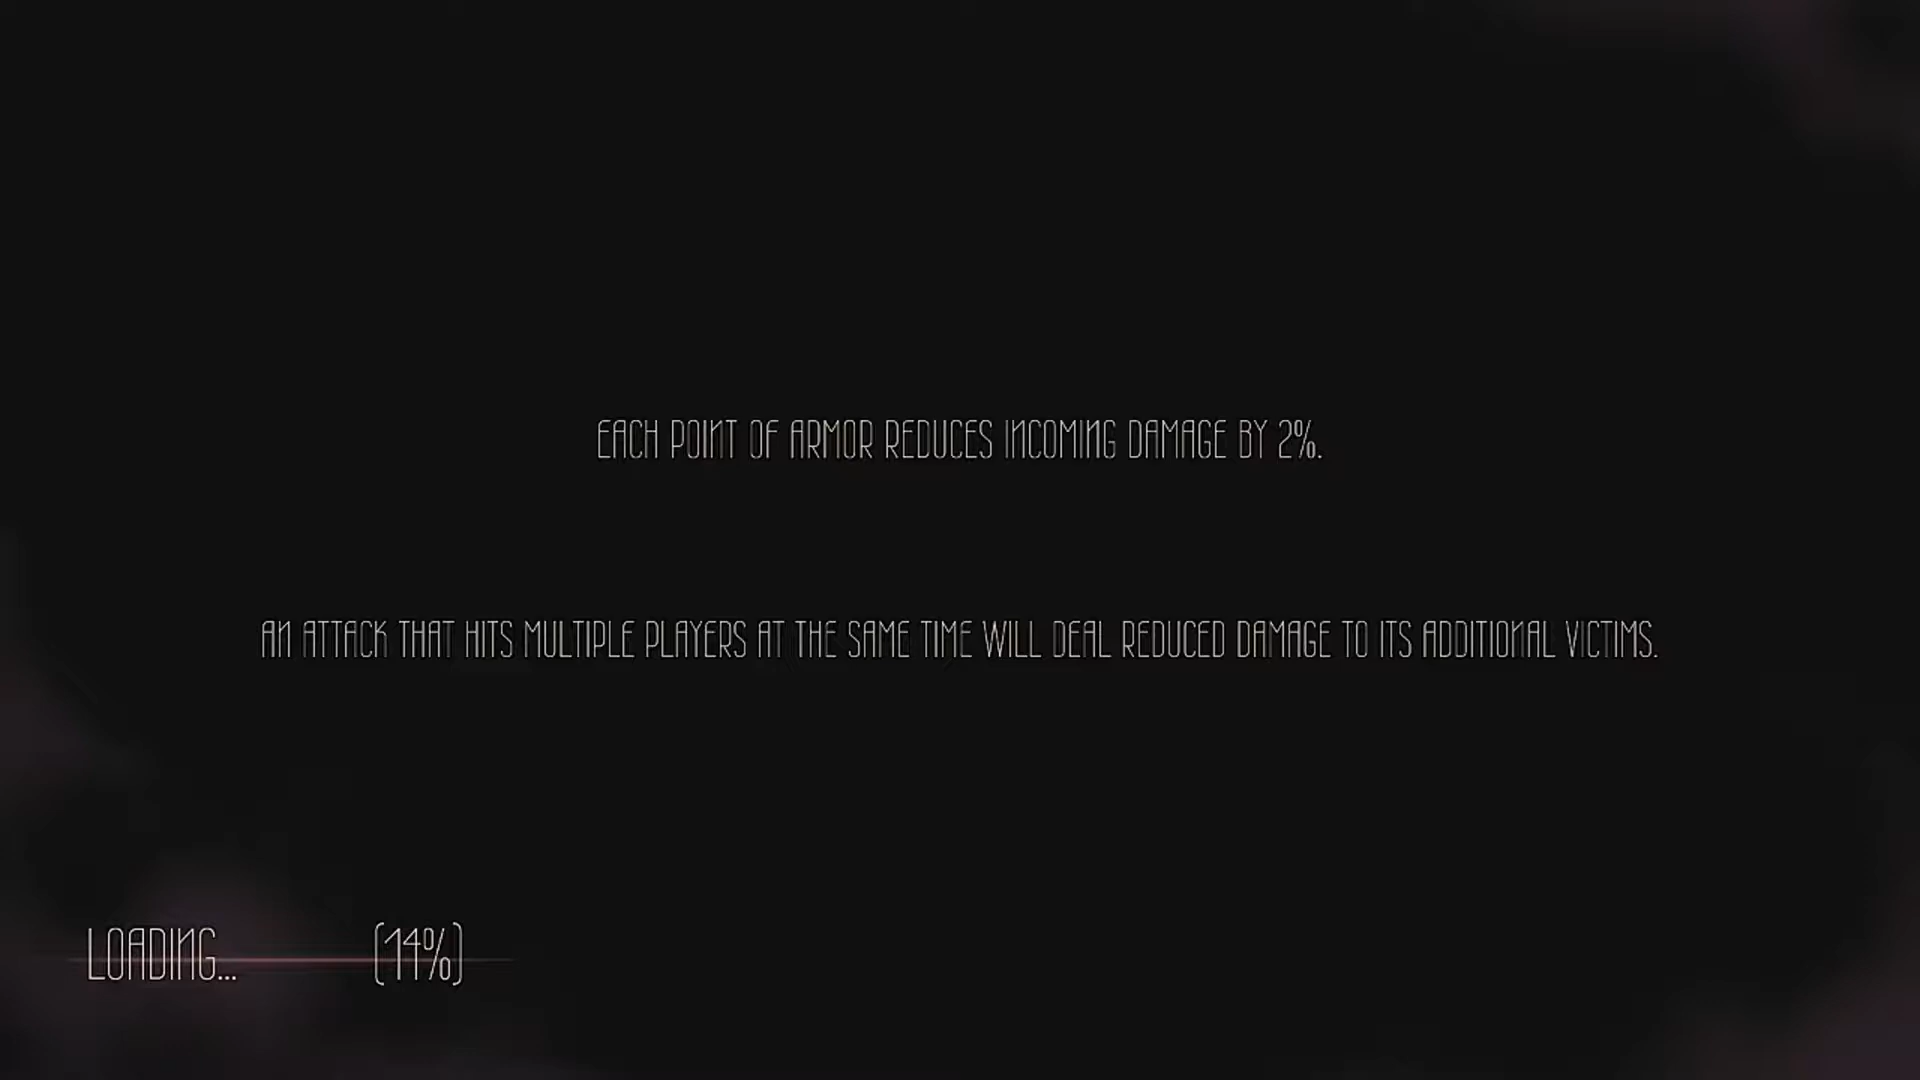 EACH POINT OF ARMOR REDUCES INCOMING DAMAGE BY 2%.
AN ATTACK THAT HITS MULTIPLE PLAYERS AT THE SAME TIME WILL DEAL REDUCED DAMAGE TO ITS ADDITIONAL VICTIMS.
LOADING... (14%)